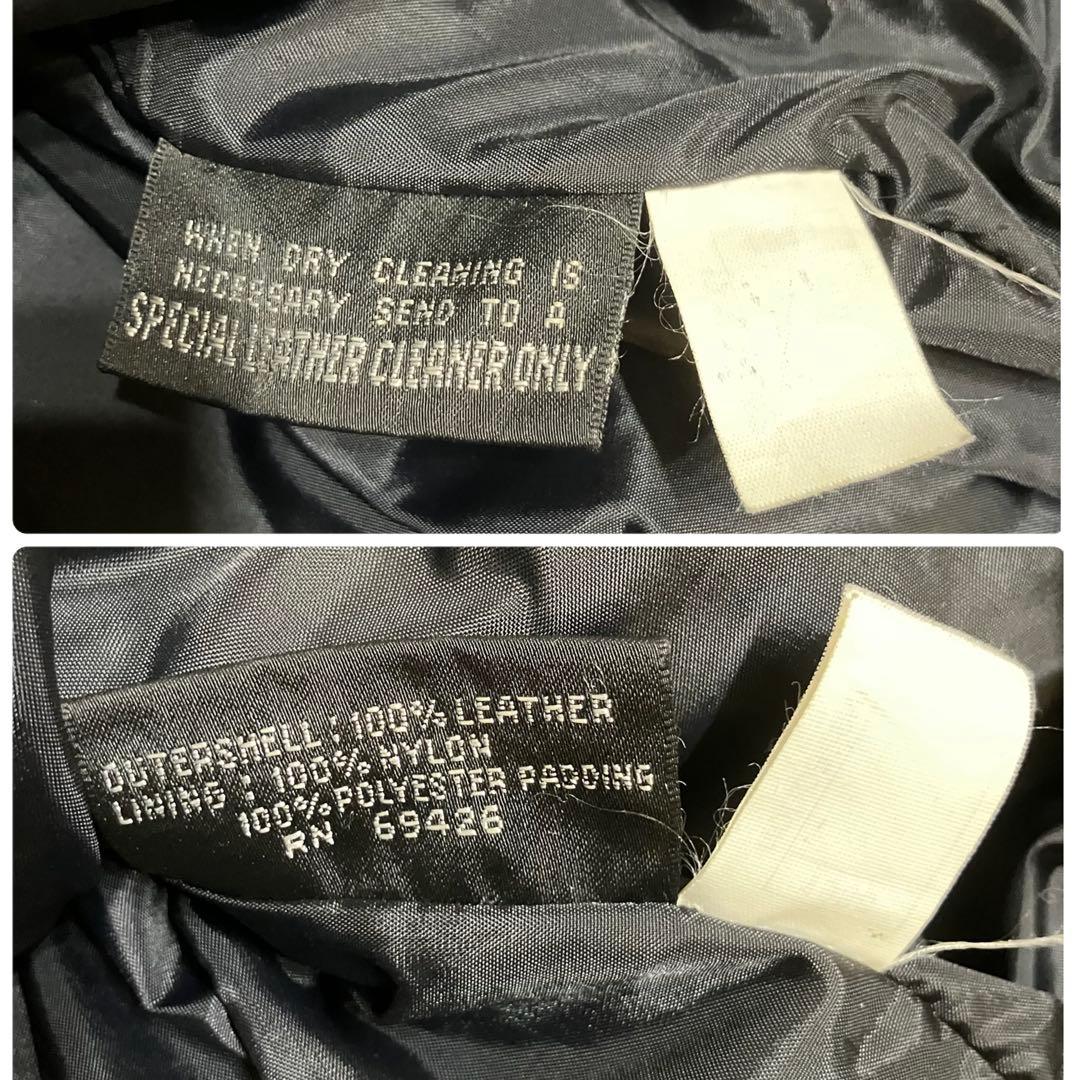 WHEN DRY CLEANING IS
NECESSARY SEND TO A
SPECIAL LEATHER CLEANER ONLY
OUTERSHELL : 100% LEATHER
LINING : 100% NYLON
100% POLYESTER PADDING
RN 69426